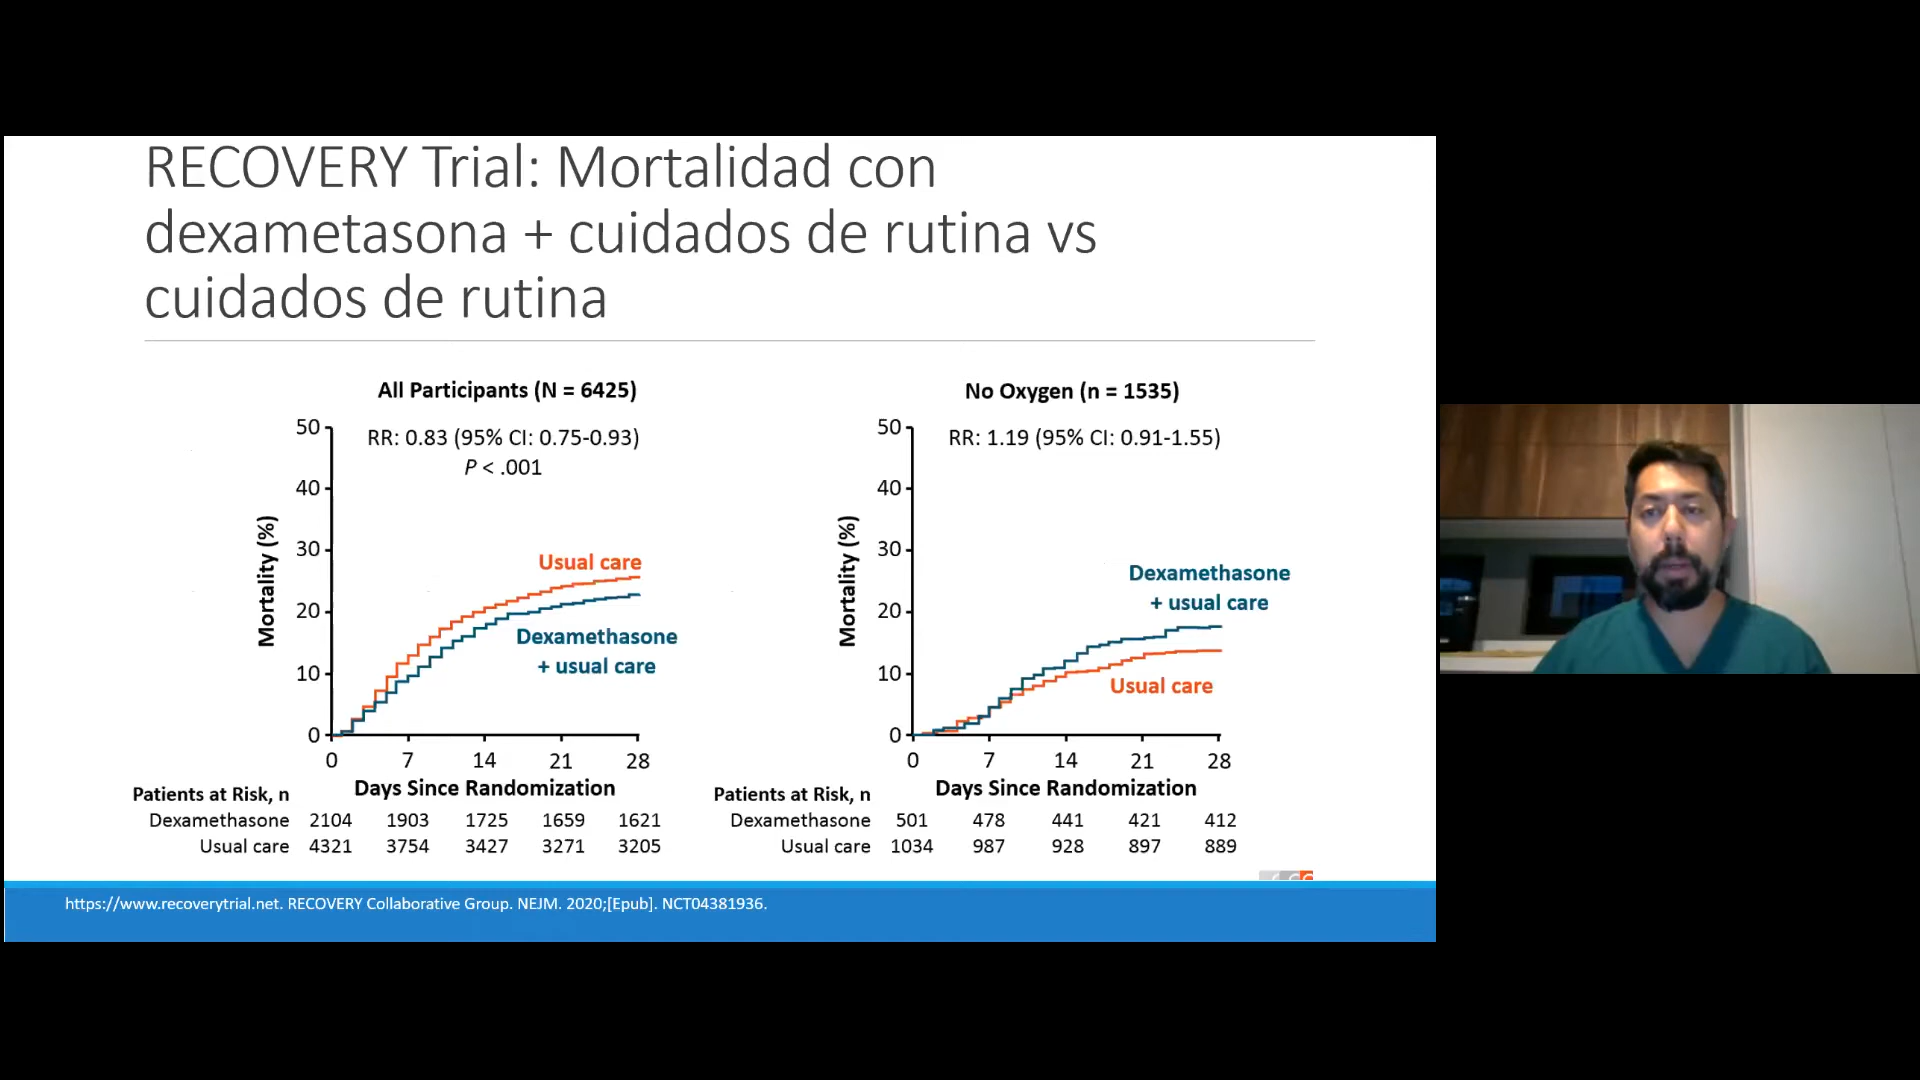 RECOVERY Trial: Mortalidad con
dexametasona + cuidados de rutina vs
cuidados de rutina
All Participants (N = 6425)
RR: 0.83 (95% CI: 0.75-0.93)
P < .001
50
40
30
20
10
0
Mortality (%)
Usual care
Dexamethasone
+ usual care
0 7 14 21 28
Days Since Randomization
Patients at Risk, n
Dexamethasone 2104 1903 1725 1659 1621
Usual care 4321 3754 3427 3271 3205
No Oxygen (n = 1535)
RR: 1.19 (95% CI: 0.91-1.55)
50
40
30
20
10
0
Mortality (%)
Dexamethasone
+ usual care
Usual care
0 7 14 21 28
Days Since Randomization
Patients at Risk, n
Dexamethasone 501 478 441 421 412
Usual care 1034 987 928 897 889
https://www.recoverytrial.net. RECOVERY Collaborative Group. NEJM. 2020;[Epub]. NCT04381936.